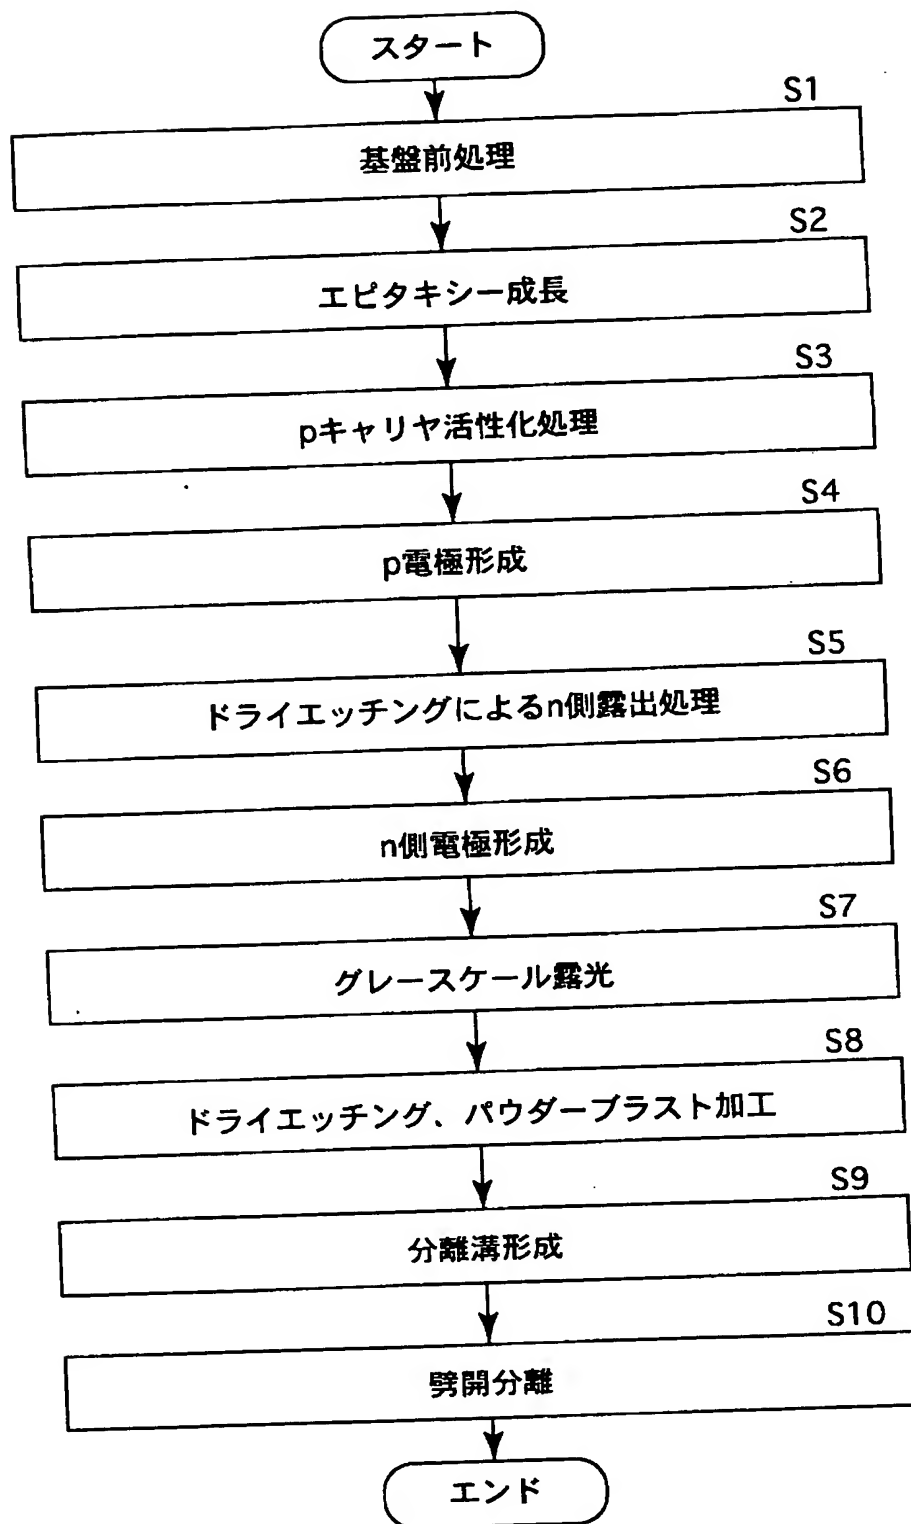 スタート
S1
基盤前処理
S2
エピタキシー成長
S3
pキャリヤ活性化処理
S4
p電極形成
S5
ドライエッチングによるn側露出処理
S6
n側電極形成
S7
グレースケール露光
S8
ドライエッチング、パウダーブラスト加工
S9
分離溝形成
S10
劈開分離
エンド